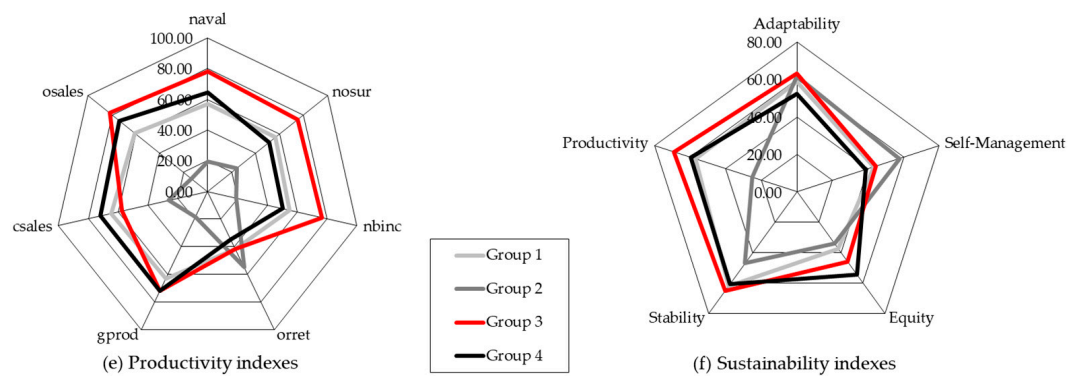 naval
100.00
80.00
60.00
40.00
20.00
0.00
osales
nosur
csales
nbinc
gprod
orret
(e) Productivity indexes
Group 1
Group 2
Group 3
Group 4
Adaptability
80.00
60.00
40.00
20.00
0.00
Productivity
Self-Management
Stability
Equity
(f) Sustainability indexes